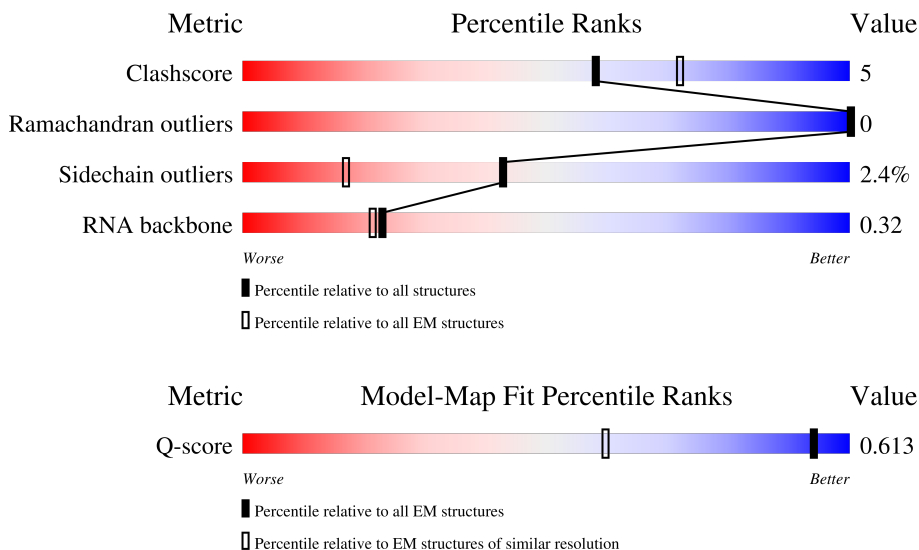 Metric Percentile Ranks Value
Clashscore 5
Ramachandran outliers 0
Sidechain outliers 2.4%
RNA backbone 0.32
Worse Better
Percentile relative to all structures
Percentile relative to all EM structures
Metric Model-Map Fit Percentile Ranks Value
Q-score 0.613
Worse Better
Percentile relative to all EM structures
Percentile relative to EM structures of similar resolution